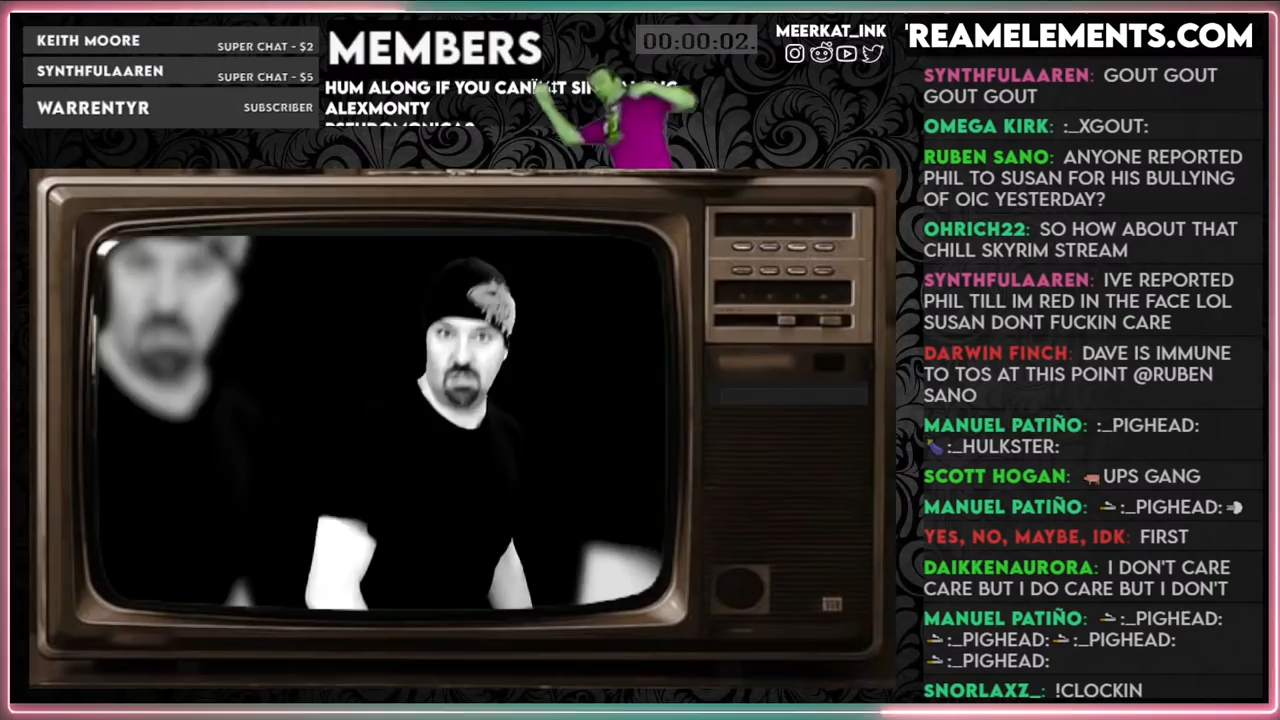 KEITH MOORE SUPER CHAT - $2
SYNTHFULAAREN SUPER CHAT - $5
WARRENTYR SUBSCRIBER
MEMBERS
HUM ALONG IF YOU
ALEXMONTY
00:00:02.
MEERKAT_INK
REAMELEMENTS.COM
SYNTHFULAAREN: GOUT GOUT
GOUT GOUT
OMEGA KIRK: :_XGOUT:
RUBEN SANO: ANYONE REPORTED
PHIL TO SUSAN FOR HIS BULLYING
OF OIC YESTERDAY?
OHRICH22: SO HOW ABOUT THAT
CHILL SKYRIM STREAM
SYNTHFULAAREN: IVE REPORTED
PHIL TILL IM RED IN THE FACE LOL
SUSAN DONT FUCKIN CARE
DARWIN FINCH: DAVE IS IMMUNE
TO TOS AT THIS POINT @RUBEN
SANO
MANUEL PATIÑO: :_PIGHEAD:
🍆:_HULKSTER:
SCOTT HOGAN: 🐖UPS GANG
MANUEL PATIÑO: 🚬:_PIGHEAD:💨
YES, NO, MAYBE, IDK: FIRST
DAIKKENAURORA: I DON'T CARE
CARE BUT I DO CARE BUT I DON'T
MANUEL PATIÑO: 🚬:_PIGHEAD:
🚬:_PIGHEAD:🚬:_PIGHEAD:
🚬:_PIGHEAD:
SNORLAXZ_: !CLOCKIN